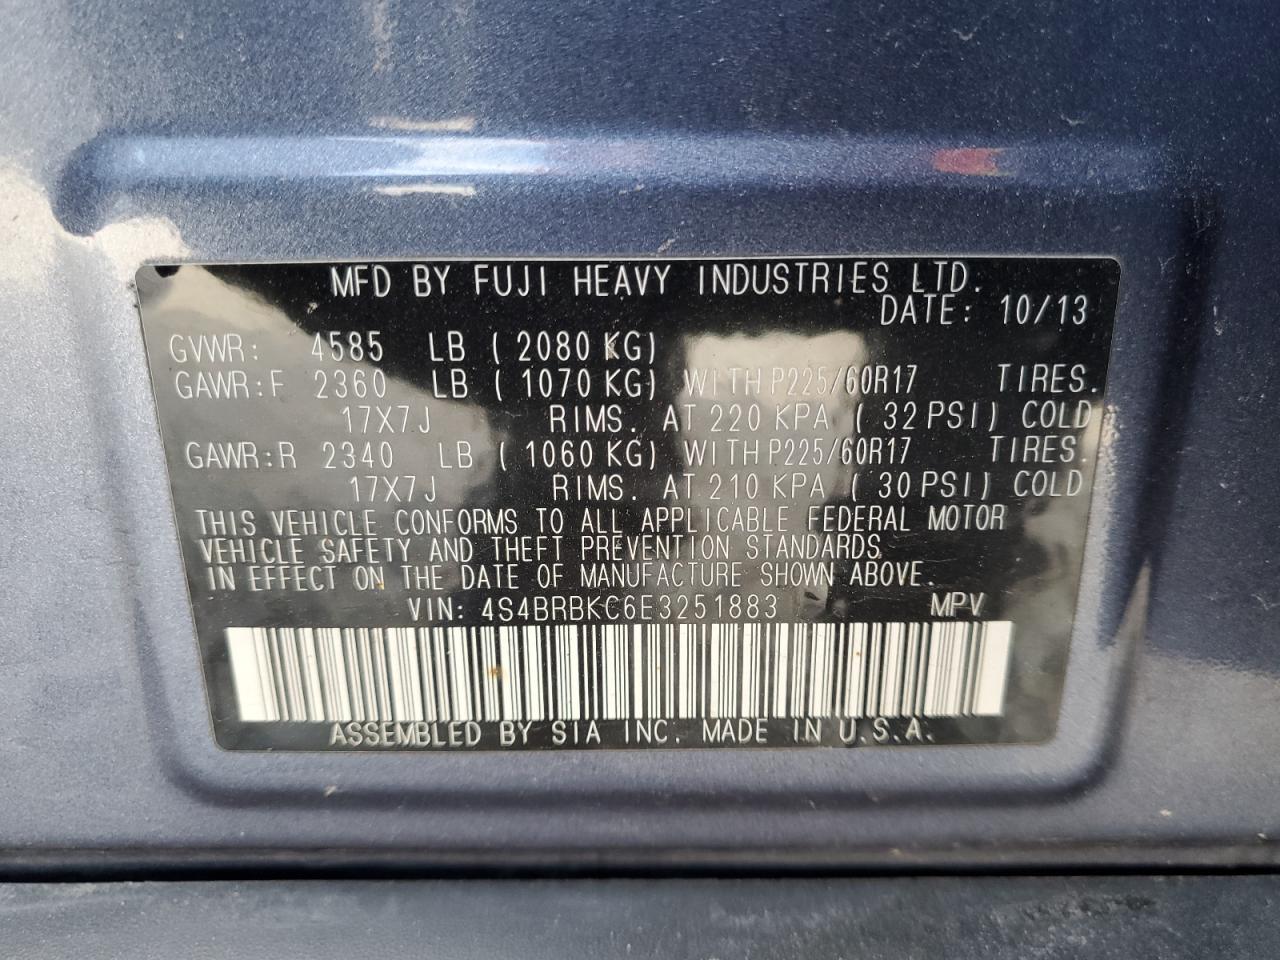 MFD BY FUJI HEAVY INDUSTRIES LTD.
DATE: 10/13
GVWR: 4585 LB ( 2080 KG)
GAWR:F 2360 LB ( 1070 KG) WITH P225/60R17 TIRES.
17X7J RIMS. AT 220 KPA ( 32 PSI) COLD
GAWR:R 2340 LB ( 1060 KG) WITH P225/60R17 TIRES.
17X7J RIMS. AT 210 KPA ( 30 PSI) COLD
THIS VEHICLE CONFORMS TO ALL APPLICABLE FEDERAL MOTOR
VEHICLE SAFETY AND THEFT PREVENTION STANDARDS
IN EFFECT ON THE DATE OF MANUFACTURE SHOWN ABOVE.
VIN: 4S4BRBKC6E3251883 MPV
ASSEMBLED BY SIA INC. MADE IN U.S.A.